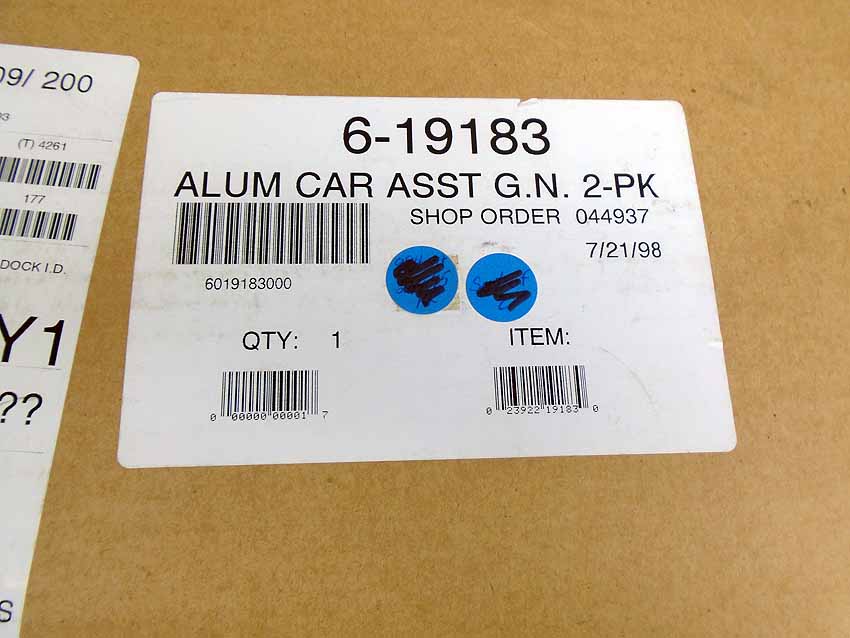 09/ 200
(T) 4261
177
DOCK I.D.
Y1
??
S
6-19183
ALUM CAR ASST G.N. 2-PK
SHOP ORDER 044937
7/21/98
6019183000
QTY: 1
ITEM:
0 00000 00001 7
0 23922 19183 0